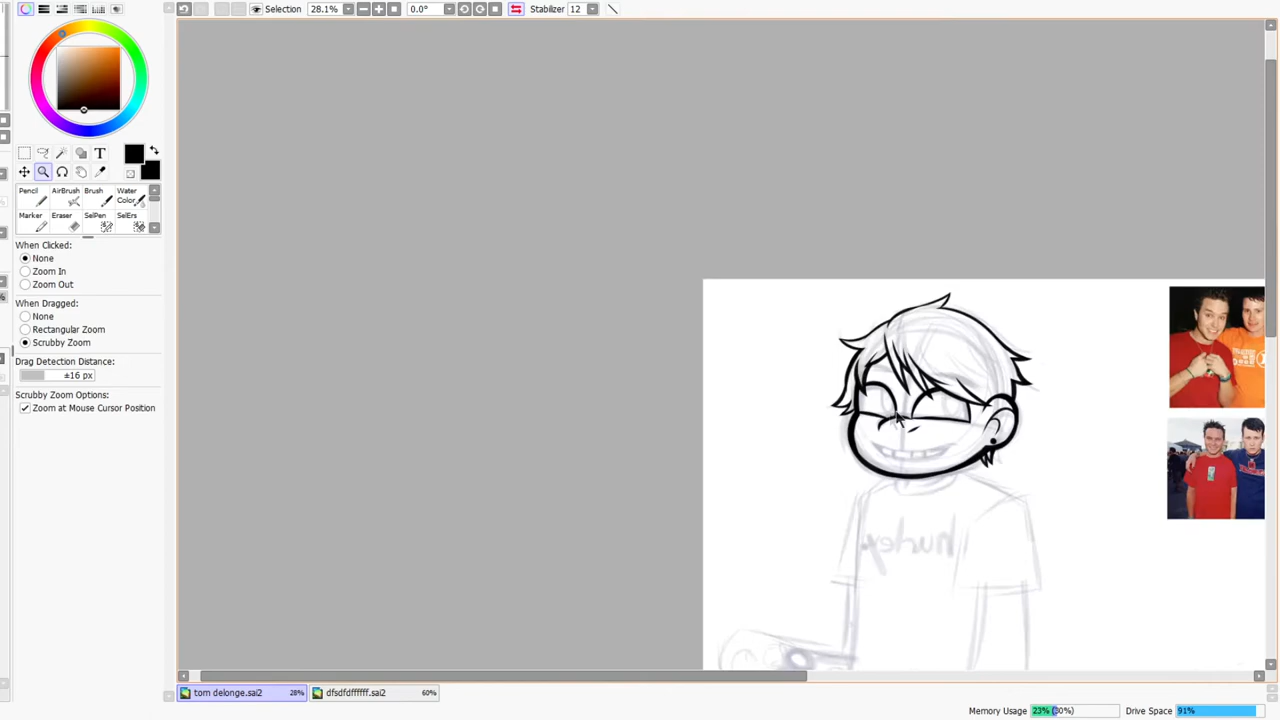 Selection 28.1% 0.0° Stabilizer 12
T
Pencil AirBrush Brush Water Color
Marker Eraser SelPen SelErs
When Clicked:
None
Zoom In
Zoom Out
When Dragged:
None
Rectangular Zoom
Scrubby Zoom
Drag Detection Distance:
±16 px
Scrubby Zoom Options:
Zoom at Mouse Cursor Position
hurley.
tom delonge.sai2 28% dfsdfdffffff.sai2 60%
Memory Usage 23% (30%) Drive Space 91%